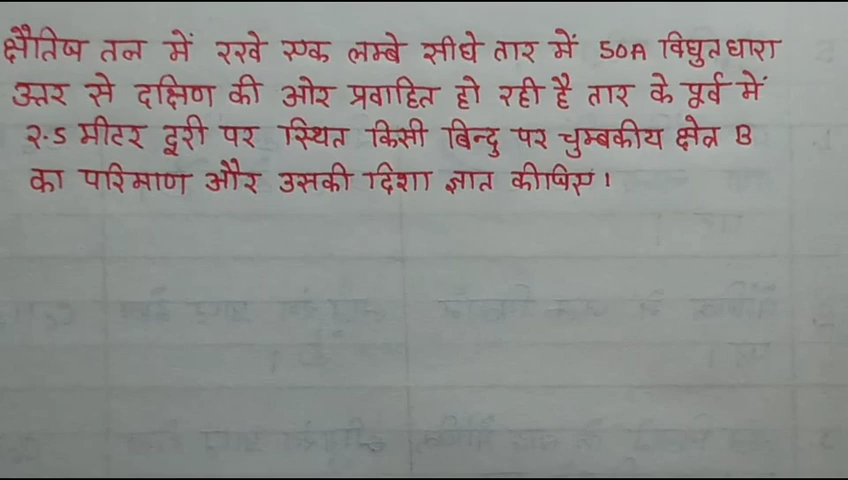 क्षैतिज तल में रखे एक लम्बे सीधे तार में 50A विद्युत धारा
उत्तर से दक्षिण की ओर प्रवाहित हो रही है तार के पूर्व में
2.5 मीटर दूरी पर स्थित किसी बिन्दु पर चुम्बकीय क्षेत्र B
का परिमाण और उसकी दिशा ज्ञात कीजिए।